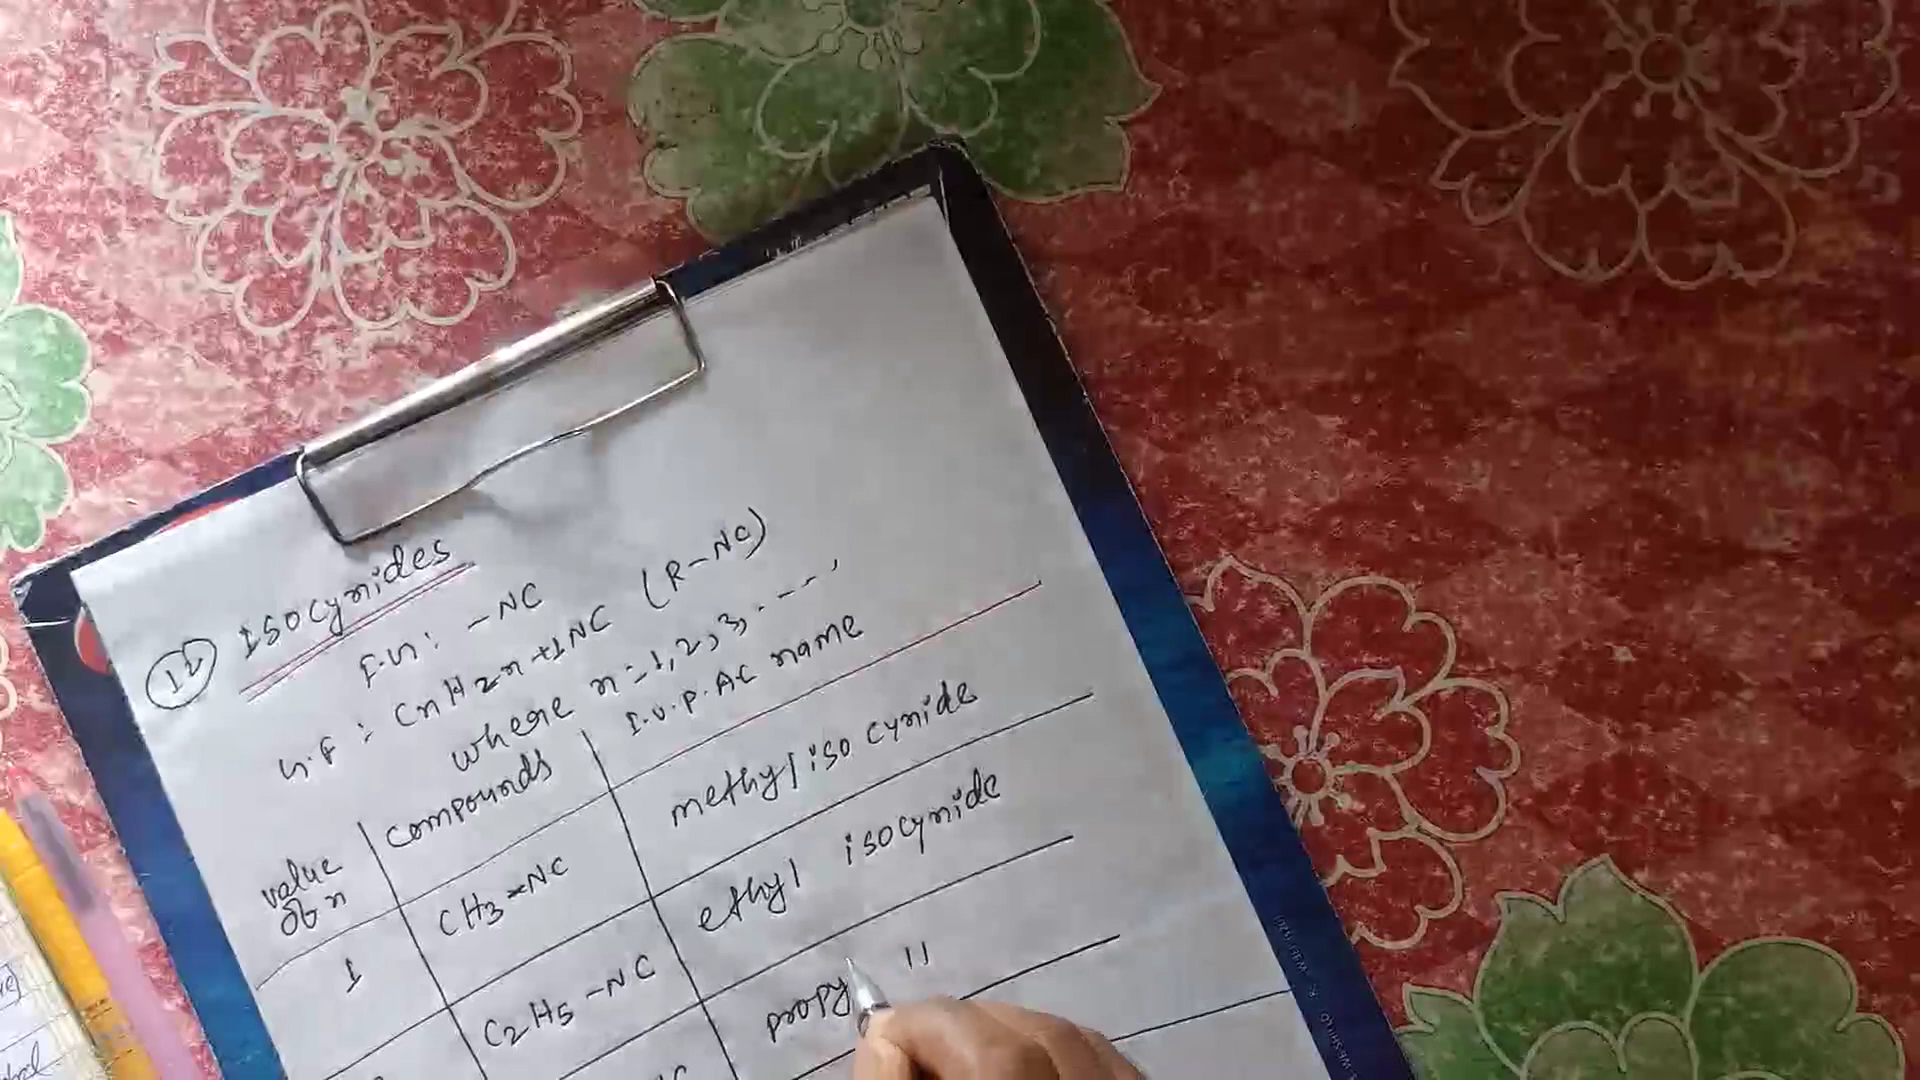 12 Isocynides
F.G: -NC
G.F : CnH2n+1NC (R-NC)
where n=1,2,3,----,
value of n compounds I.U.P.AC name
1 CH3-NC methyl iso cynide
C2H5-NC ethyl isocynide
propy "